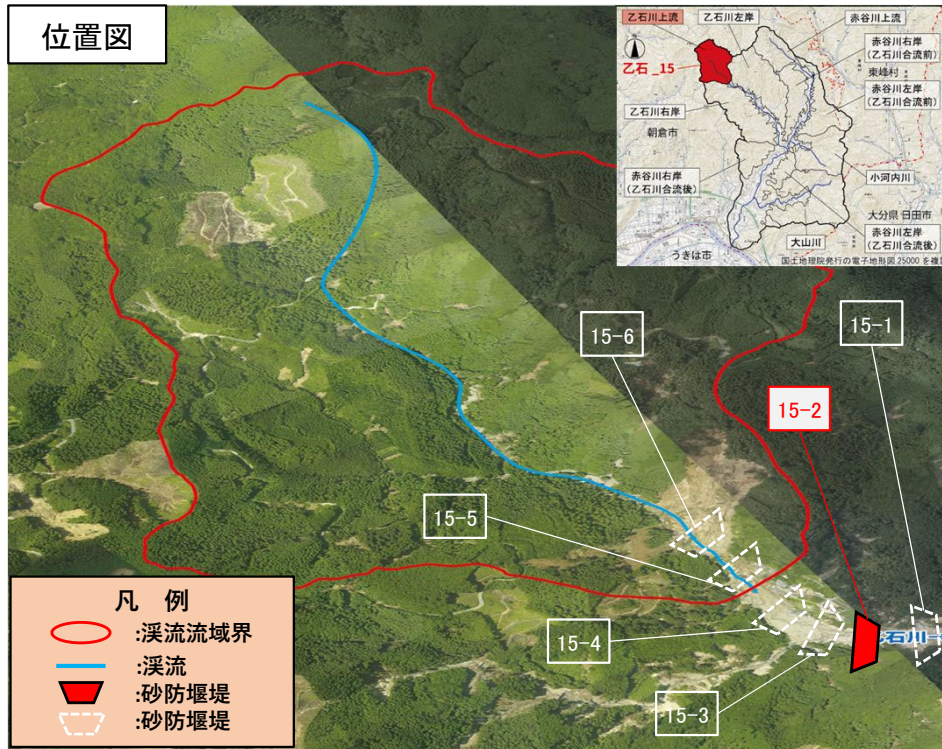 位置図
乙石川上流
乙石川左岸
赤谷川上流
赤谷川右岸
(乙石川合流前)
東峰村
乙石_15
赤谷川左岸
(乙石川合流前)
乙石川右岸
朝倉市
赤谷川右岸
(乙石川合流後)
小河内川
大分県 日田市
赤谷川左岸
(乙石川合流後)
大山川
うきは市
国土地理院発行の電子地形図25000を複
15-6
15-1
15-2
15-5
15-4
15-3
石川
凡 例
:渓流流域界
:渓流
:砂防堰堤
:砂防堰堤